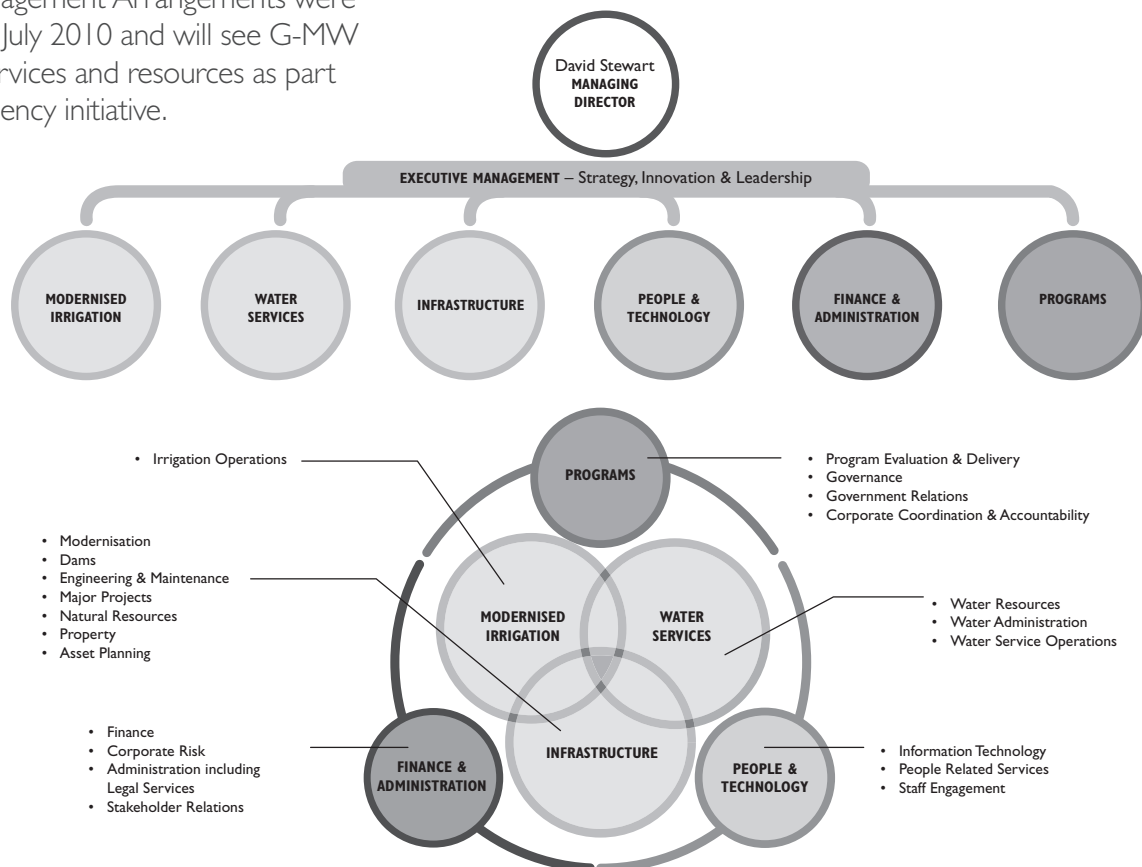 agement Arrangements were
July 2010 and will see G-MW
rvices and resources as part
ency initiative.
David Stewart
MANAGING
DIRECTOR
EXECUTIVE MANAGEMENT – Strategy, Innovation & Leadership
MODERNISED
IRRIGATION
WATER
SERVICES
INFRASTRUCTURE
PEOPLE &
TECHNOLOGY
FINANCE &
ADMINISTRATION
PROGRAMS
• Irrigation Operations
PROGRAMS
• Program Evaluation & Delivery
• Governance
• Government Relations
• Corporate Coordination & Accountability
• Modernisation
• Dams
• Engineering & Maintenance
• Major Projects
• Natural Resources
• Property
• Asset Planning
MODERNISED
IRRIGATION
WATER
SERVICES
• Water Resources
• Water Administration
• Water Service Operations
• Finance
• Corporate Risk
• Administration including
Legal Services
• Stakeholder Relations
FINANCE &
ADMINISTRATION
INFRASTRUCTURE
PEOPLE &
TECHNOLOGY
• Information Technology
• People Related Services
• Staff Engagement